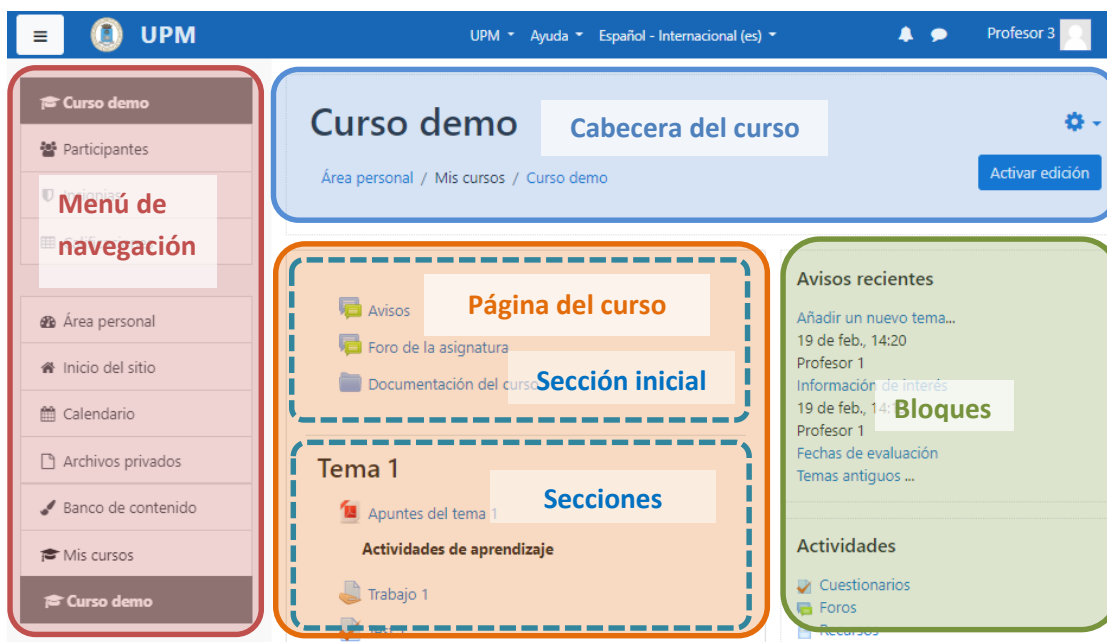 UPM
UPM Ayuda Español - Internacional (es)
Profesor 3
Curso demo
Participantes
Menú de
navegación
Área personal
Inicio del sitio
Calendario
Archivos privados
Banco de contenido
Mis cursos
Curso demo
Curso demo
Cabecera del curso
Área personal / Mis cursos / Curso demo
Activar edición
Página del curso
Avisos
Foro de la asignatura
Documentación del curso
Sección inicial
Tema 1
Secciones
Apuntes del tema 1
Actividades de aprendizaje
Trabajo 1
Avisos recientes
Añadir un nuevo tema...
19 de feb., 14:20
Profesor 1
Información de interés
19 de feb., 14:
Bloques
Profesor 1
Fechas de evaluación
Temas antiguos ...
Actividades
Cuestionarios
Foros
Recursos